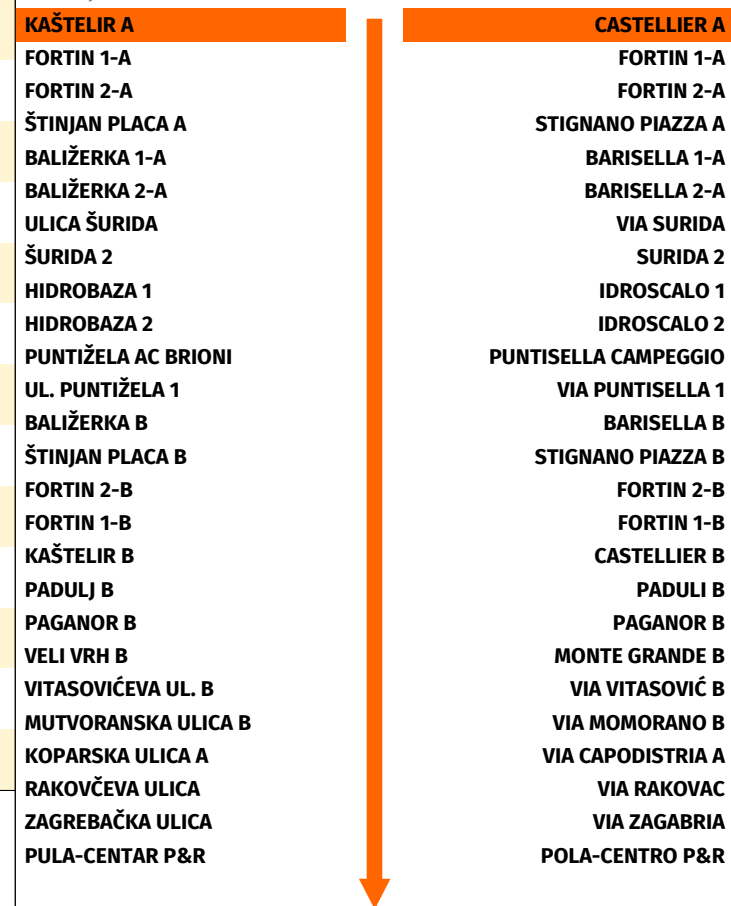 KAŠTELIR A CASTELLIER A
FORTIN 1-A FORTIN 1-A
FORTIN 2-A FORTIN 2-A
ŠTINJAN PLACA A STIGNANO PIAZZA A
BALIŽERKA 1-A BARISELLA 1-A
BALIŽERKA 2-A BARISELLA 2-A
ULICA ŠURIDA VIA SURIDA
ŠURIDA 2 SURIDA 2
HIDROBAZA 1 IDROSCALO 1
HIDROBAZA 2 IDROSCALO 2
PUNTIŽELA AC BRIONI PUNTISELLA CAMPEGGIO
UL. PUNTIŽELA 1 VIA PUNTISELLA 1
BALIŽERKA B BARISELLA B
ŠTINJAN PLACA B STIGNANO PIAZZA B
FORTIN 2-B FORTIN 2-B
FORTIN 1-B FORTIN 1-B
KAŠTELIR B CASTELLIER B
PADULJ B PADULI B
PAGANOR B PAGANOR B
VELI VRH B MONTE GRANDE B
VITASOVIĆEVA UL. B VIA VITASOVIĆ B
MUTVORANSKA ULICA B VIA MOMORANO B
KOPARSKA ULICA A VIA CAPODISTRIA A
RAKOVČEVA ULICA VIA RAKOVAC
ZAGREBAČKA ULICA VIA ZAGABRIA
PULA-CENTAR P&R POLA-CENTRO P&R